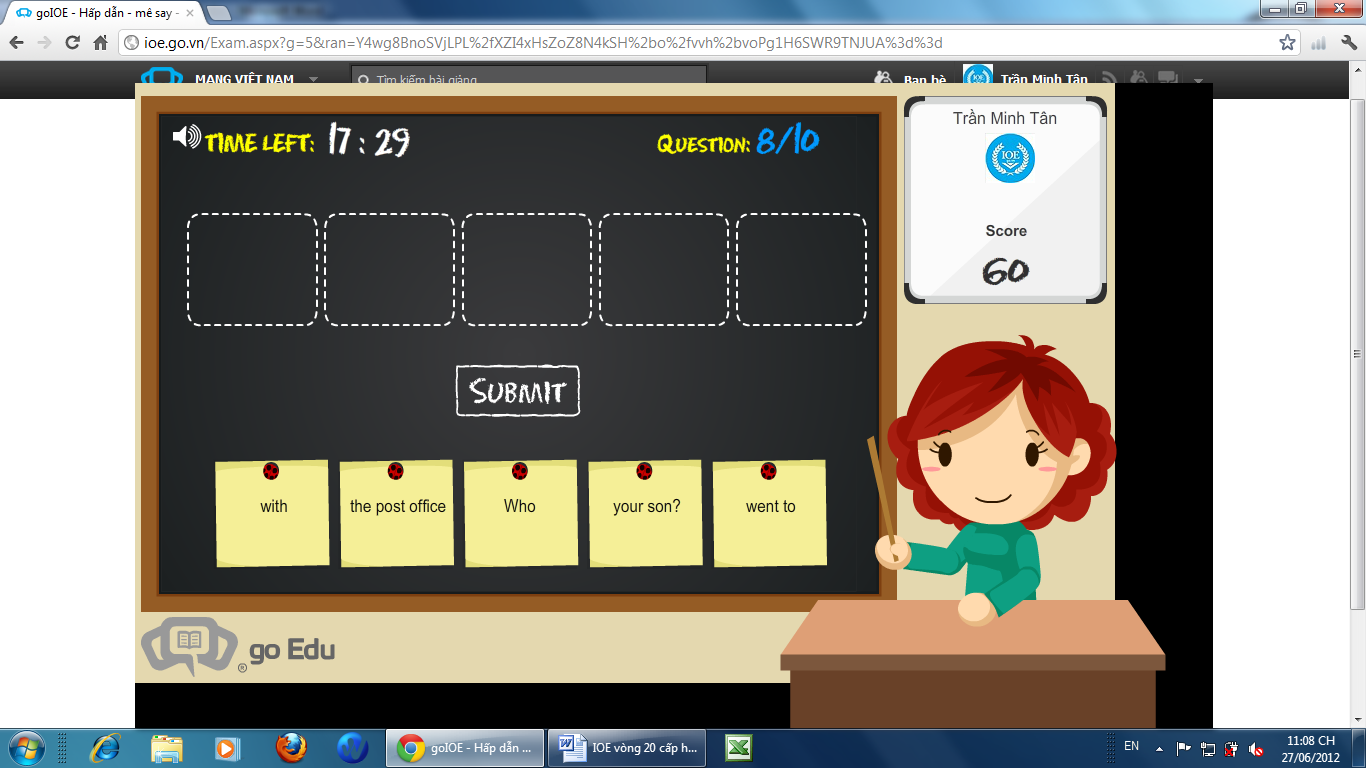 goIOE - Hấp dẫn - mê say -
ioe.go.vn/Exam.aspx?g=5&ran=Y4wg8BnoSVjLPL%2fXZI4xHsZoZ8N4kSH%2bo%2fvvh%2bvoPg1H6SWR9TNJUA%3d%3d
MẠNG VIỆT NAM
Tìm kiếm bài giảng
Bạn bè
Trần Minh Tân
TIME LEFT: 17 : 29
QUESTION: 8/10
Trần Minh Tân
IOE
Score
60
SUBMIT
with
the post office
Who
your son?
went to
go Edu
goIOE - Hấp dẫn ...
IOE vòng 20 cấp h...
EN
11:08 CH
27/06/2012